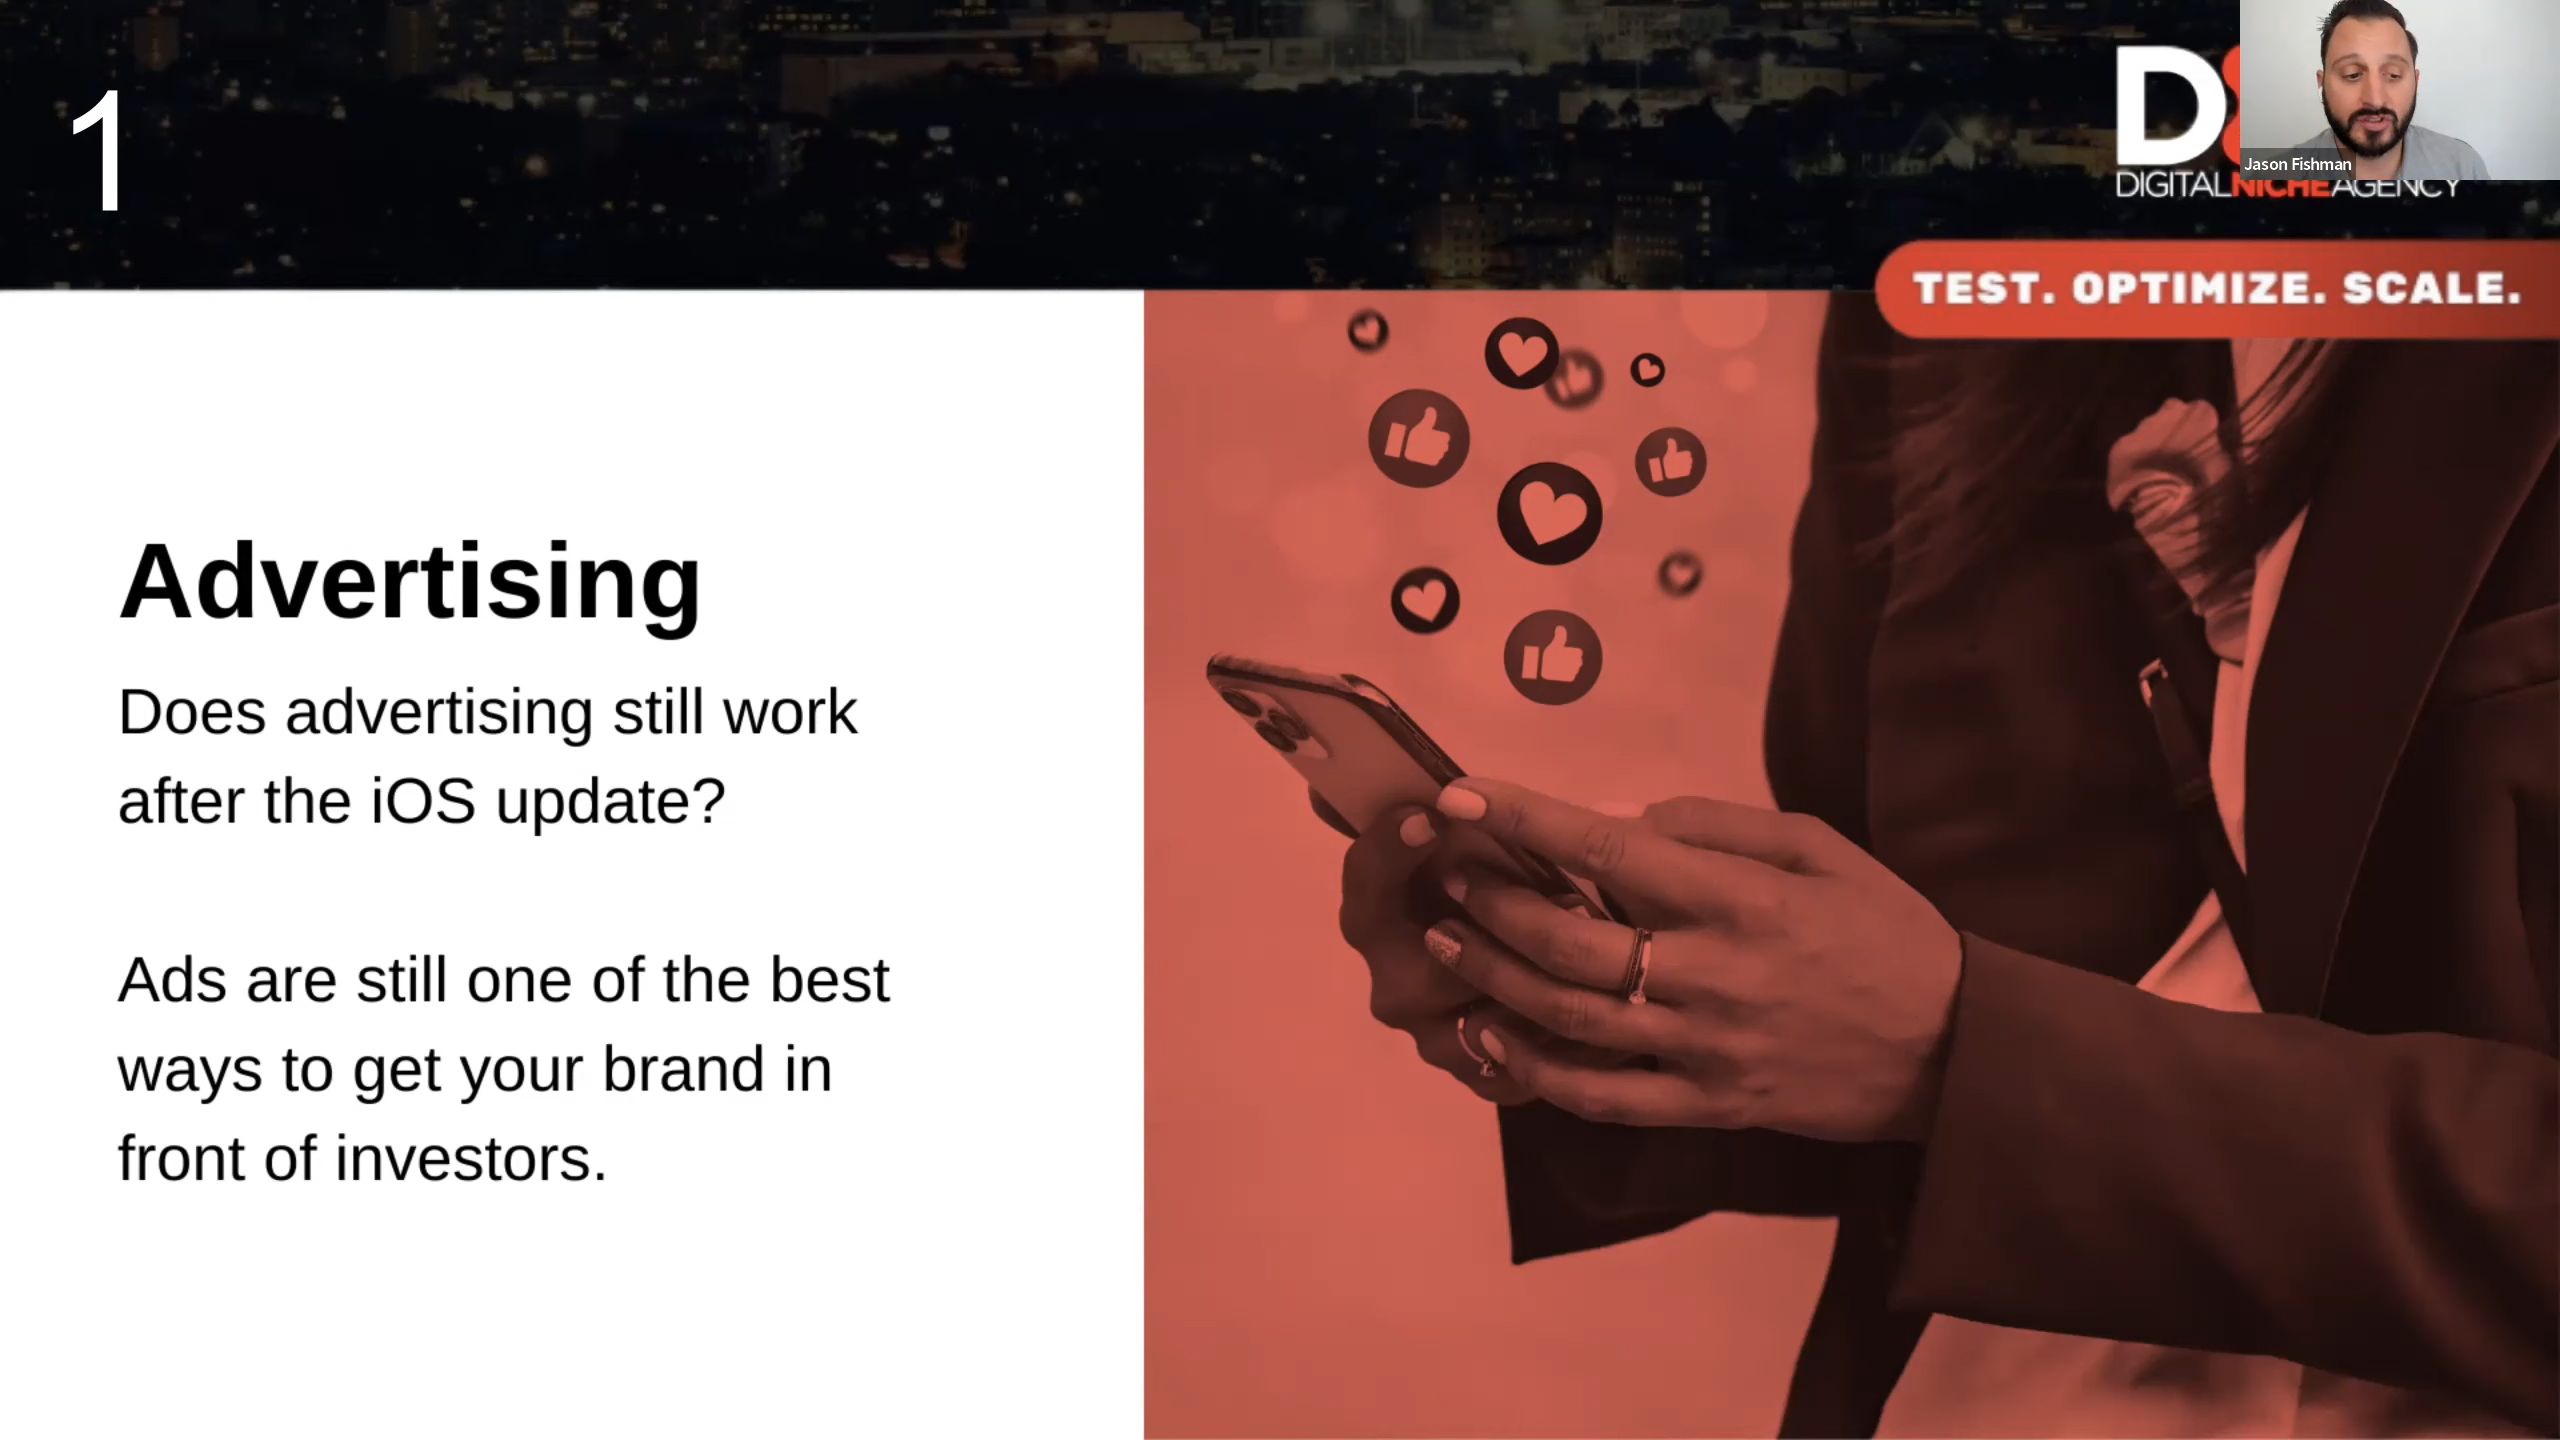 1
D
DIGITALNICHEAGENCY
Jason Fishman
TEST. OPTIMIZE. SCALE.
Advertising
Does advertising still work
after the iOS update?
Ads are still one of the best
ways to get your brand in
front of investors.